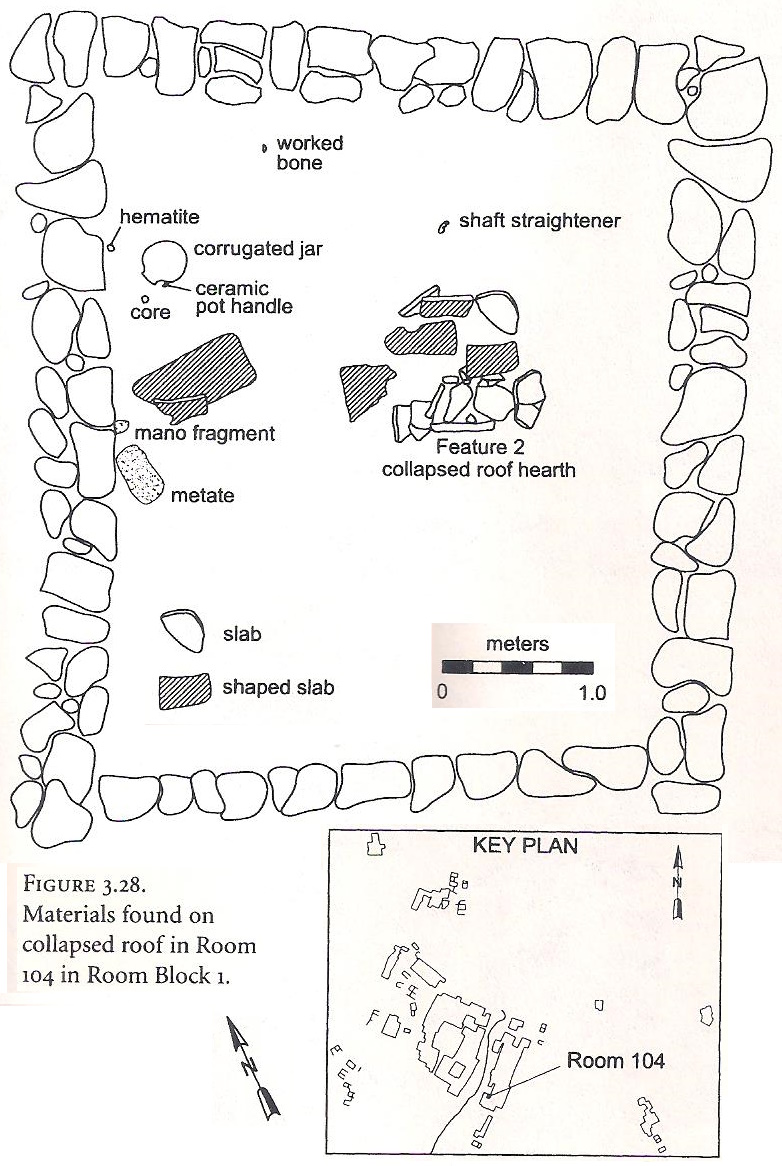 worked
bone
hematite
shaft straightener
corrugated jar
ceramic
pot handle
core
mano fragment
Feature 2
collapsed roof hearth
metate
slab
meters
shaped slab
0 1.0
KEY PLAN
N
FIGURE 3.28.
Materials found on
collapsed roof in Room
104 in Room Block 1.
Room 104
N